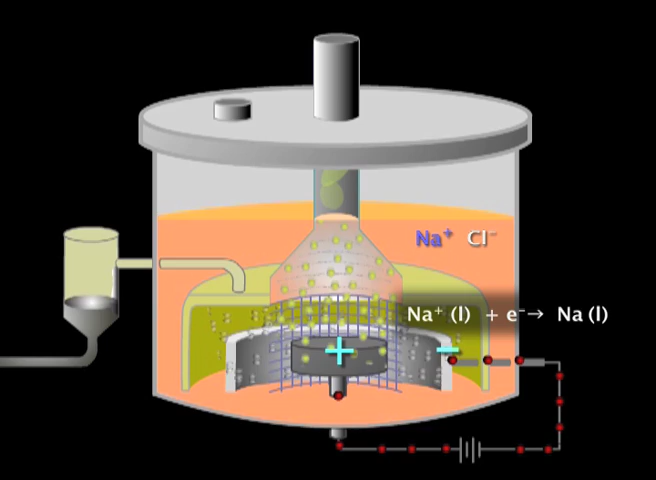 Na⁺ Cl⁻
Na⁺ (l) + e⁻→ Na (l)
+
−